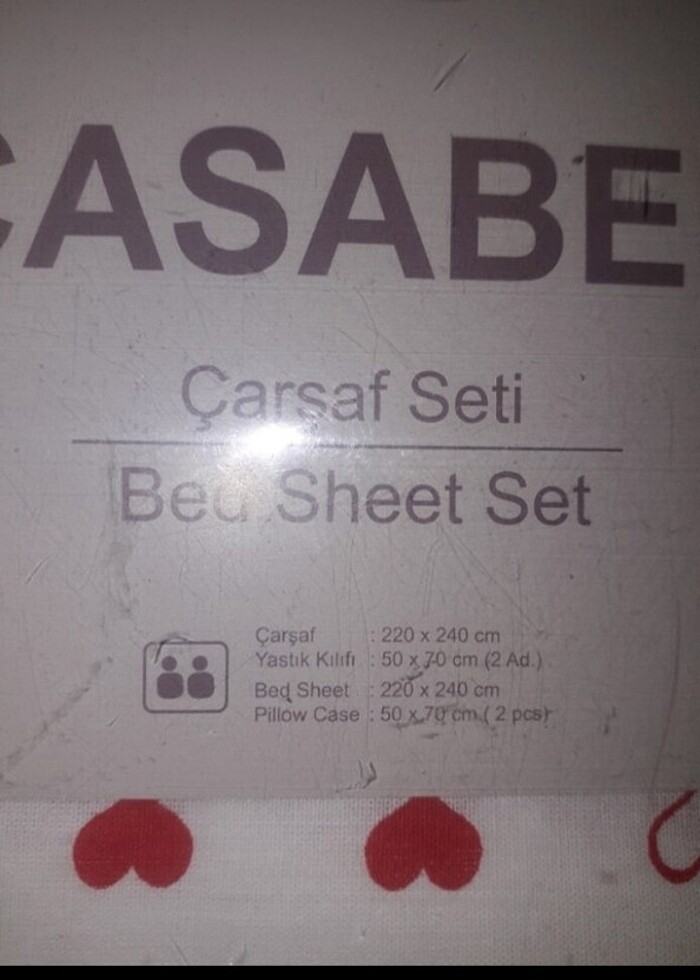 CASABE
Çarşaf Seti
Bed Sheet Set
Çarşaf : 220 x 240 cm
Yastık Kılıfı : 50 x 70 cm (2 Ad.)
Bed Sheet : 220 x 240 cm
Pillow Case : 50 x 70 cm ( 2 pcs)